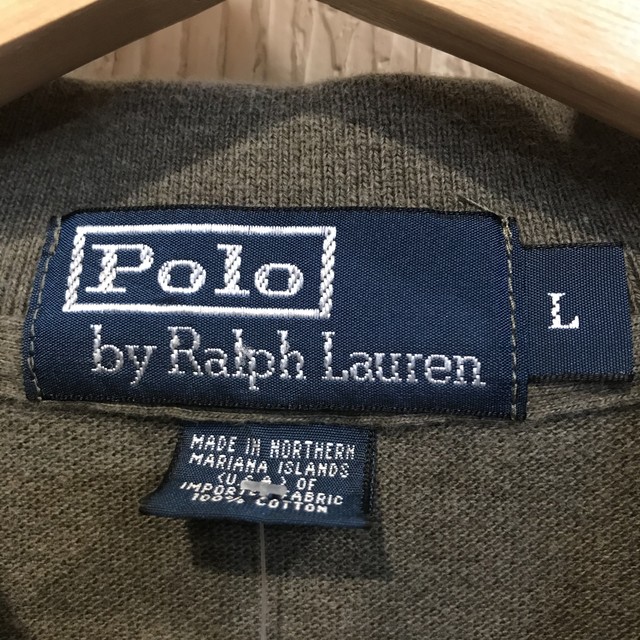 Polo
by Ralph Lauren
L
MADE IN NORTHERN
MARIANA ISLANDS
(U.S.A.) OF
IMPORTED FABRIC
100% COTTON